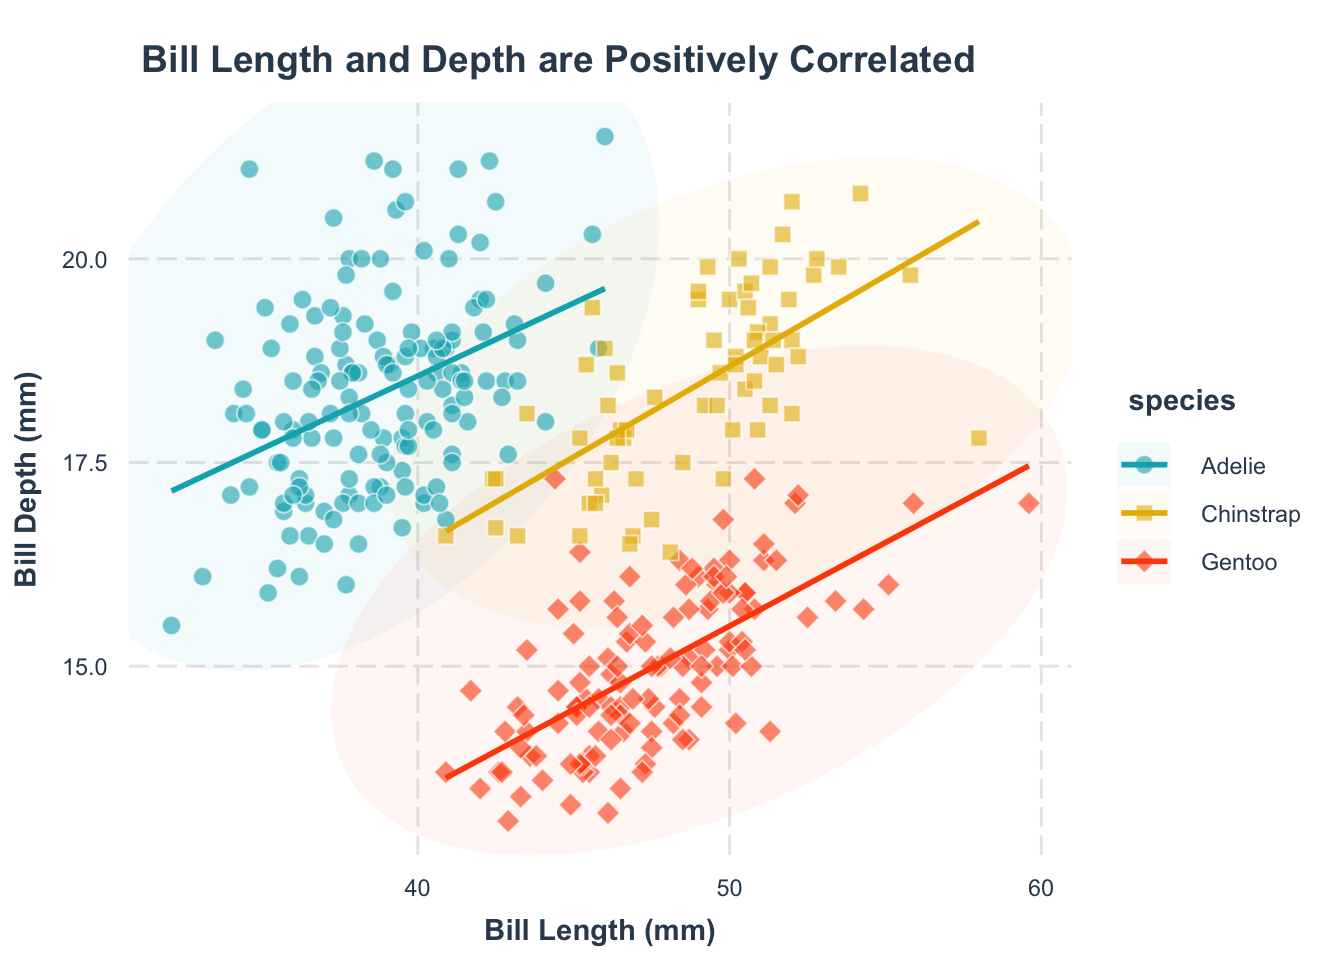 Bill Length and Depth are Positively Correlated
Bill Depth (mm)
20.0
17.5
15.0
40
50
60
Bill Length (mm)
species
Adelie
Chinstrap
Gentoo